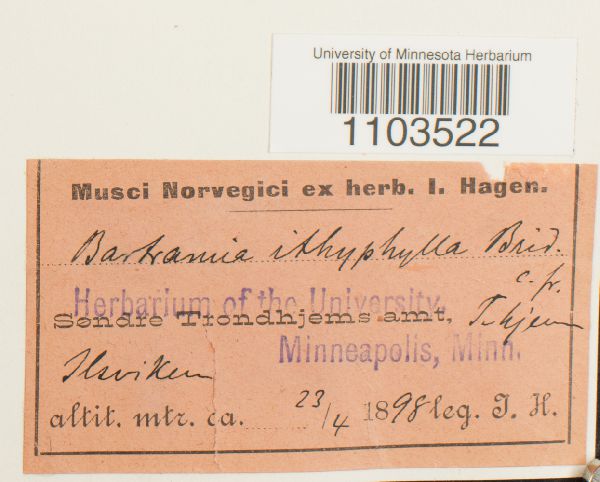 University of Minnesota Herbarium
1103522
Musci Norvegici ex herb. I. Hagen.
Bartramia ithyphylla Brid.
c. fr.
Herbarium of the University,
Søndre Trondhjems amt, Thjem
Minneapolis, Minn.
Ilsviken
altit. mtr. ca. 23/4 1898 leg. I. H.